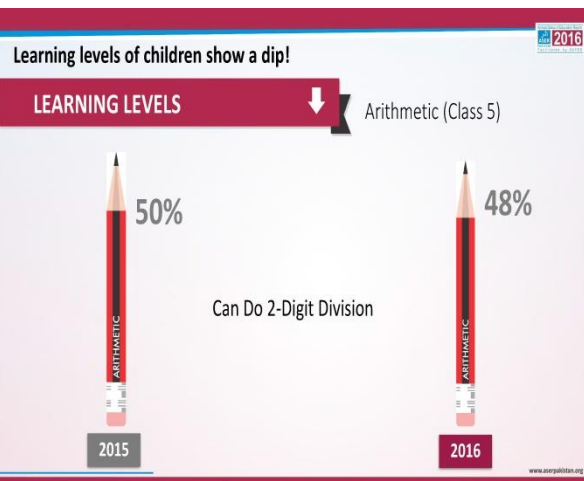 Learning levels of children show a dip!
ASER
2016
LEARNING LEVELS
Arithmetic (Class 5)
50%
48%
Can Do 2-Digit Division
ARITHMETIC
ARITHMETIC
2015
2016
www.aserpakistan.org